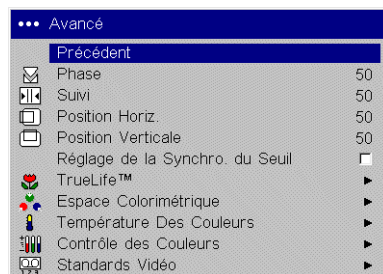 ••• Avancé
Précédent
Phase 50
Suivi 50
Position Horiz. 50
Position Verticale 50
Réglage de la Synchro. du Seuil
TrueLife™
Espace Colorimétrique
Température Des Couleurs
Contrôle des Couleurs
Standards Vidéo